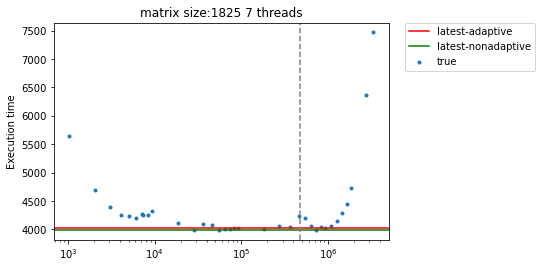 matrix size:1825 7 threads
latest-adaptive
latest-nonadaptive
true
Execution time
7500
7000
6500
6000
5500
5000
4500
4000
10³
10⁴
10⁵
10⁶